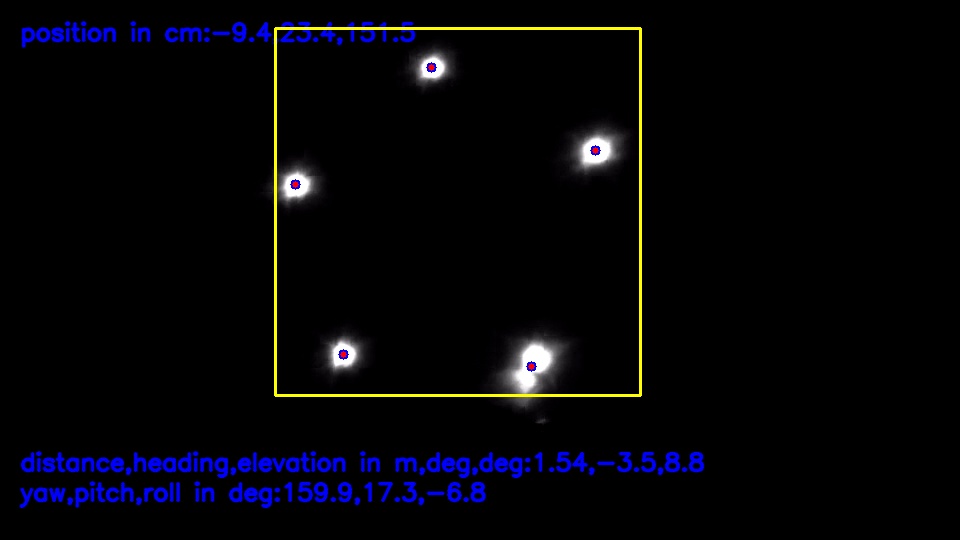 position in cm:-9.4,23.4,151.5
distance,heading,elevation in m,deg,deg:1.54,-3.5,8.8
yaw,pitch,roll in deg:159.9,17.3,-6.8